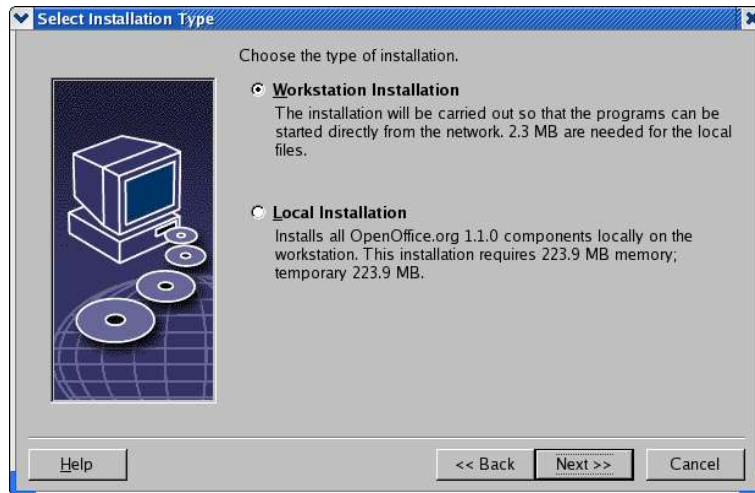 Select Installation Type
Choose the type of installation.
Workstation Installation
The installation will be carried out so that the programs can be
started directly from the network. 2.3 MB are needed for the local
files.
Local Installation
Installs all OpenOffice.org 1.1.0 components locally on the
workstation. This installation requires 223.9 MB memory;
temporary 223.9 MB.
Help
<< Back
Next >>
Cancel